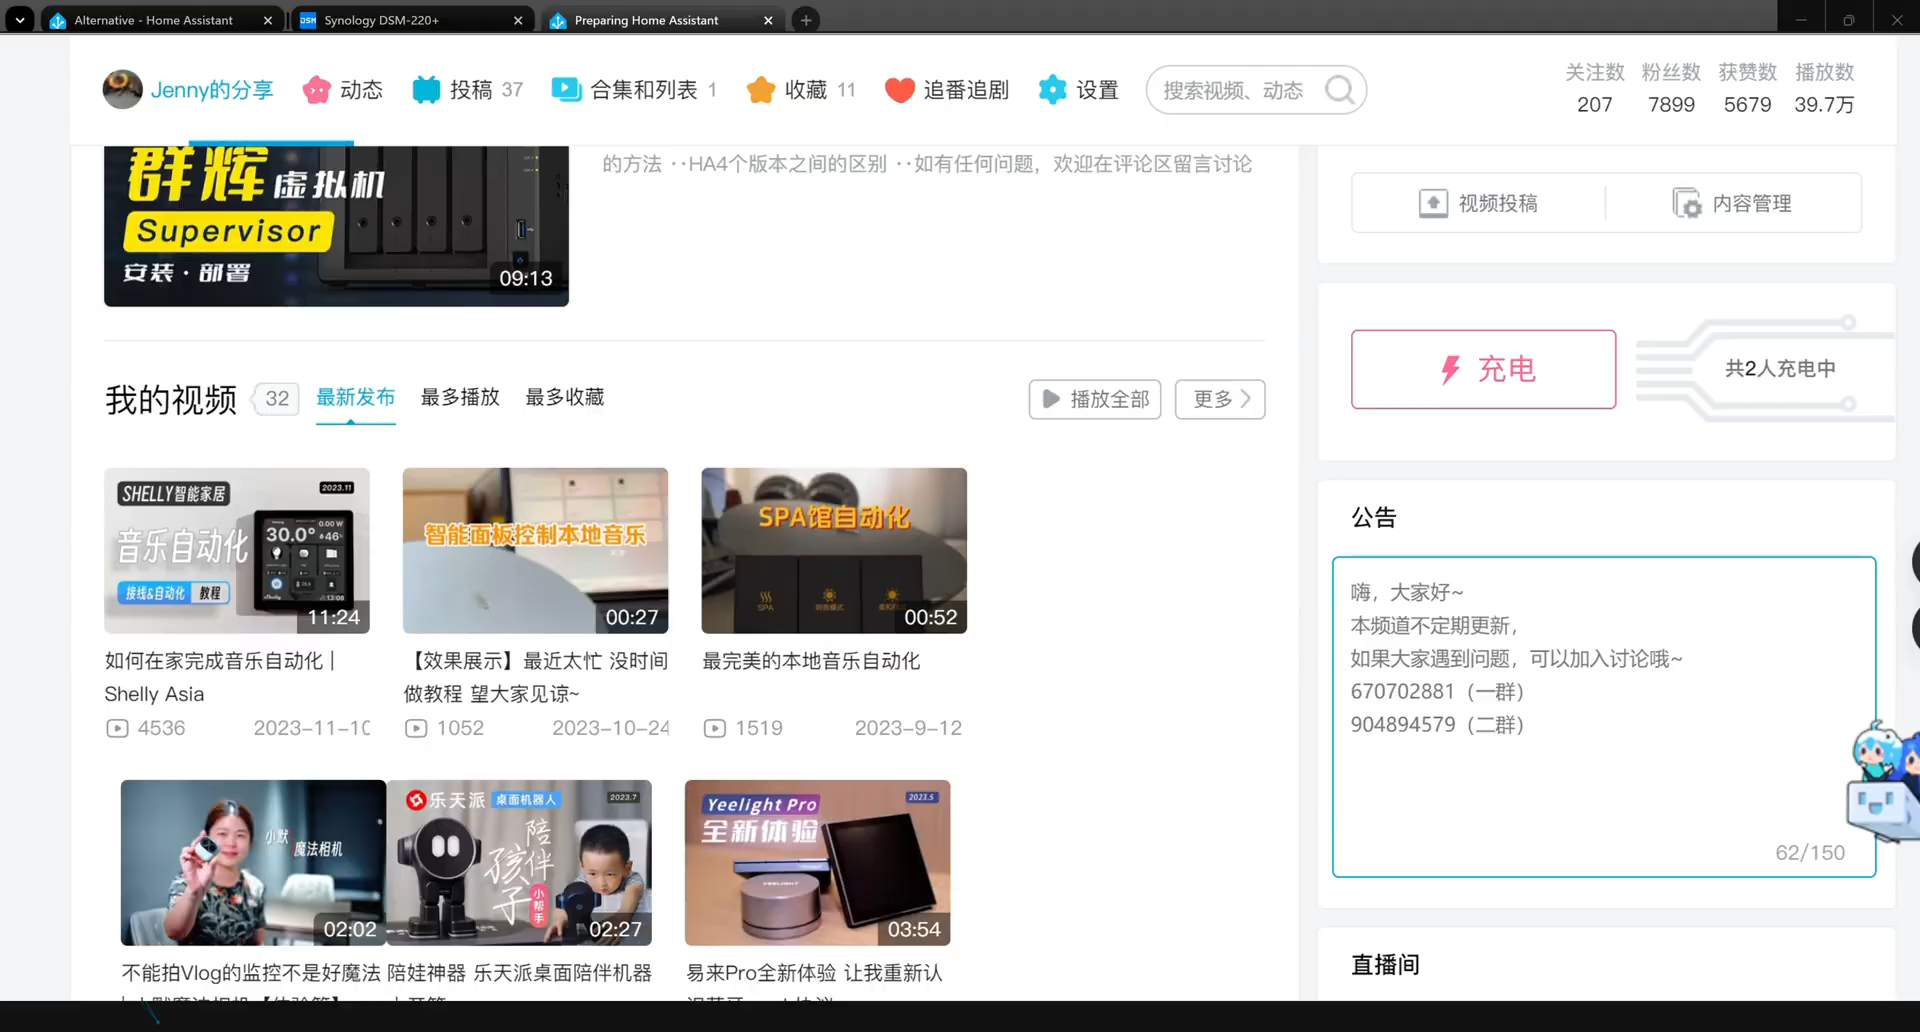 Alternative - Home Assistant
Synology DSM-220+
Preparing Home Assistant
Jenny的分享
动态
投稿 37
合集和列表 1
收藏 11
追番追剧
设置
搜索视频、动态
关注数 粉丝数 获赞数 播放数
207 7899 5679 39.7万
群辉虚拟机
Supervisor
安装·部署
09:13
的方法 ··HA4个版本之间的区别 ··如有任何问题，欢迎在评论区留言讨论
视频投稿
内容管理
充电
共2人充电中
我的视频 32 最新发布 最多播放 最多收藏
播放全部
更多
SHELLY智能家居
2023.11
音乐自动化
接线&自动化 教程
30.0°
0.00 W
46
11:24
如何在家完成音乐自动化 |
Shelly Asia
4536 2023-11-10
智能面板控制本地音乐
00:27
【效果展示】最近太忙 没时间
做教程 望大家见谅~
1052 2023-10-24
SPA馆自动化
SPA
00:52
最完美的本地音乐自动化
1519 2023-9-12
小默
魔法相机
02:02
不能拍Vlog的监控不是好魔法
乐天派 桌面机器人
2023.7
陪伴孩子
小帮手
02:27
陪娃神器 乐天派桌面陪伴机器
Yeelight Pro
2023.5
全新体验
YEELIGHT
03:54
易来Pro全新体验 让我重新认
公告
嗨，大家好~
本频道不定期更新，
如果大家遇到问题，可以加入讨论哦~
670702881（一群）
904894579（二群）
62/150
直播间